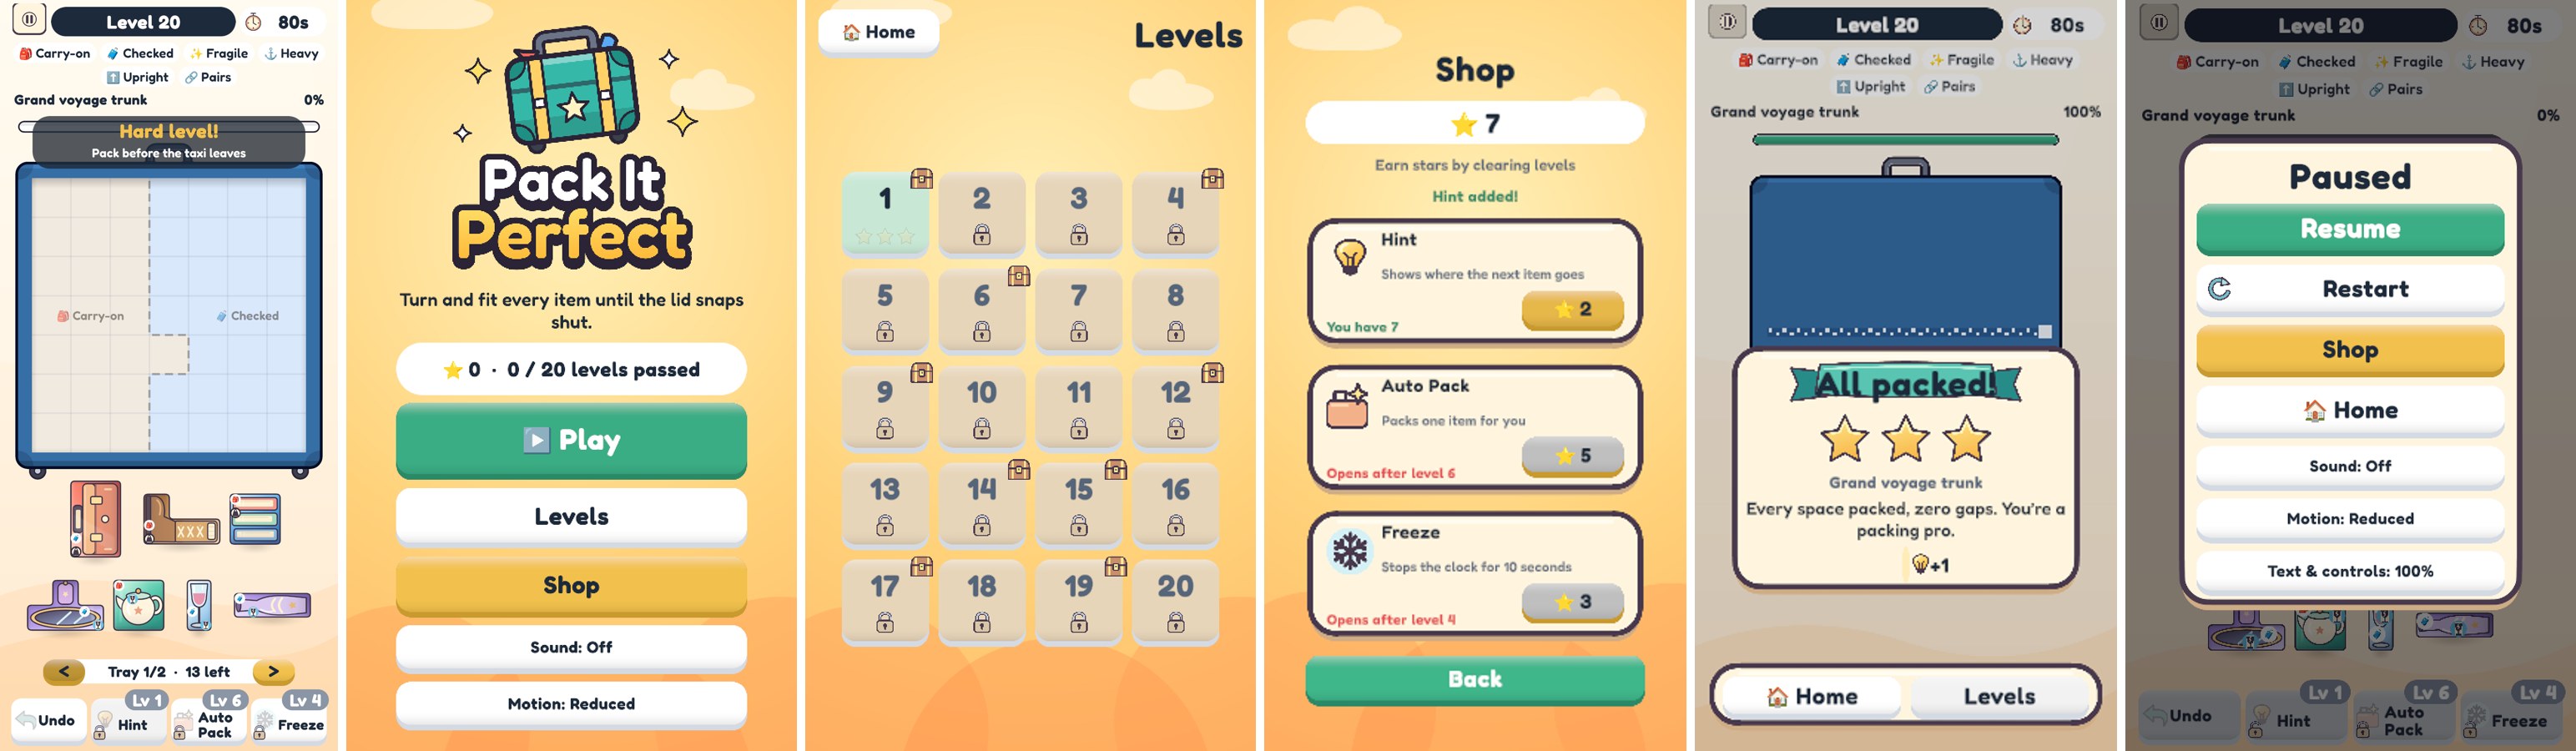 Level 20
80s
Carry-on
Checked
Fragile
Heavy
Upright
Pairs
Grand voyage trunk
0%
Hard level!
Pack before the taxi leaves
Carry-on
Checked
XXX
< Tray 1/2 · 13 left >
Lv 1
Lv 6
Lv 4
Undo
Hint
Auto
Pack
Freeze
Pack It
Perfect
Turn and fit every item until the lid snaps
shut.
0 · 0 / 20 levels passed
Play
Levels
Shop
Sound: Off
Motion: Reduced
Home
Levels
1
2
3
4
5
6
7
8
9
10
11
12
13
14
15
16
17
18
19
20
Shop
7
Earn stars by clearing levels
Hint added!
Hint
Shows where the next item goes
2
You have 7
Auto Pack
Packs one item for you
5
Opens after level 6
Freeze
Stops the clock for 10 seconds
3
Opens after level 4
Back
Level 20
80s
Carry-on
Checked
Fragile
Heavy
Upright
Pairs
Grand voyage trunk
100%
All packed!
Grand voyage trunk
Every space packed, zero gaps. You're a
packing pro.
+1
Home
Levels
Level 20
80s
Carry-on
Checked
Fragile
Heavy
Upright
Pairs
Grand voyage trunk
0%
Paused
Resume
Restart
Shop
Home
Sound: Off
Motion: Reduced
Text & controls: 100%
Lv 1
Lv 6
Lv 4
Undo
Hint
Auto
Pack
Freeze